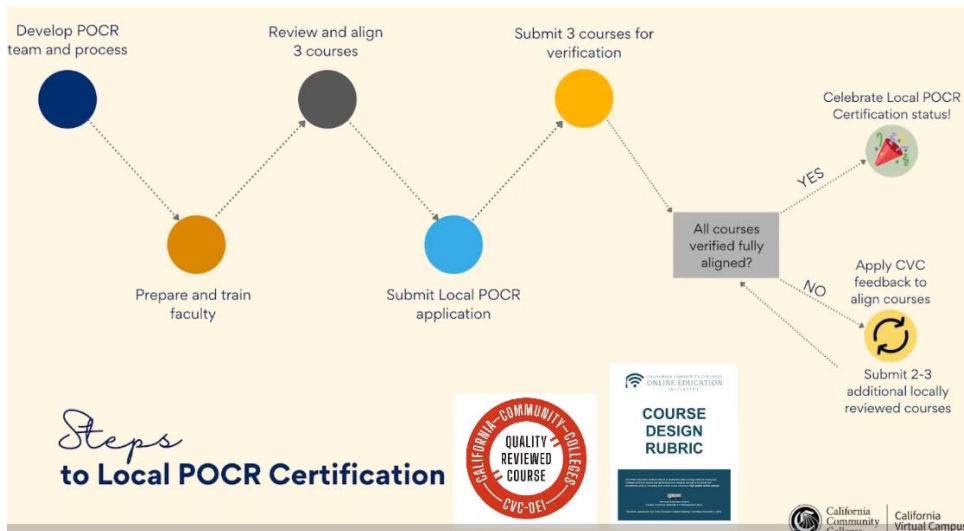 Develop POCR
team and process
Review and align
3 courses
Submit 3 courses for
verification
Celebrate Local POCR
Certification status!
YES
All courses
verified fully
aligned?
NO
Apply CVC
feedback to
align courses
Prepare and train
faculty
Submit Local POCR
application
Submit 2-3
additional locally
reviewed courses
Steps
to Local POCR Certification
CALIFORNIA COMMUNITY COLLEGES
QUALITY
REVIEWED
COURSE
CVC-OEI
CALIFORNIA COMMUNITY COLLEGES
ONLINE EDUCATION
INITIATIVE
COURSE
DESIGN
RUBRIC
California
Community
Colleges
California
Virtual Campus